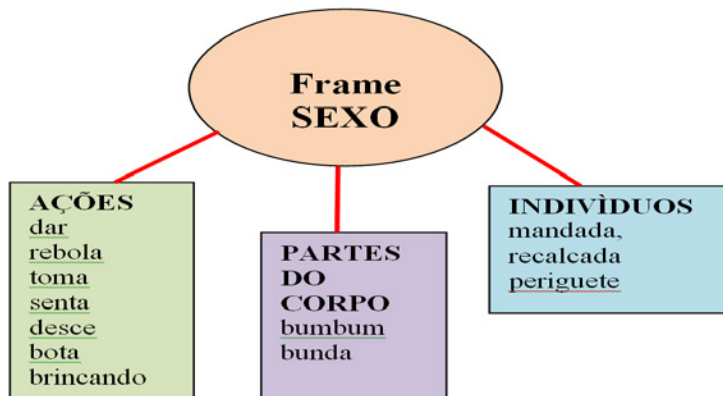 Frame
SEXO
AÇÕES
dar
rebola
toma
senta
desce
bota
brincando
PARTES
DO
CORPO
bumbum
bunda
INDIVÌDUOS
mandada,
recalcada
periguete